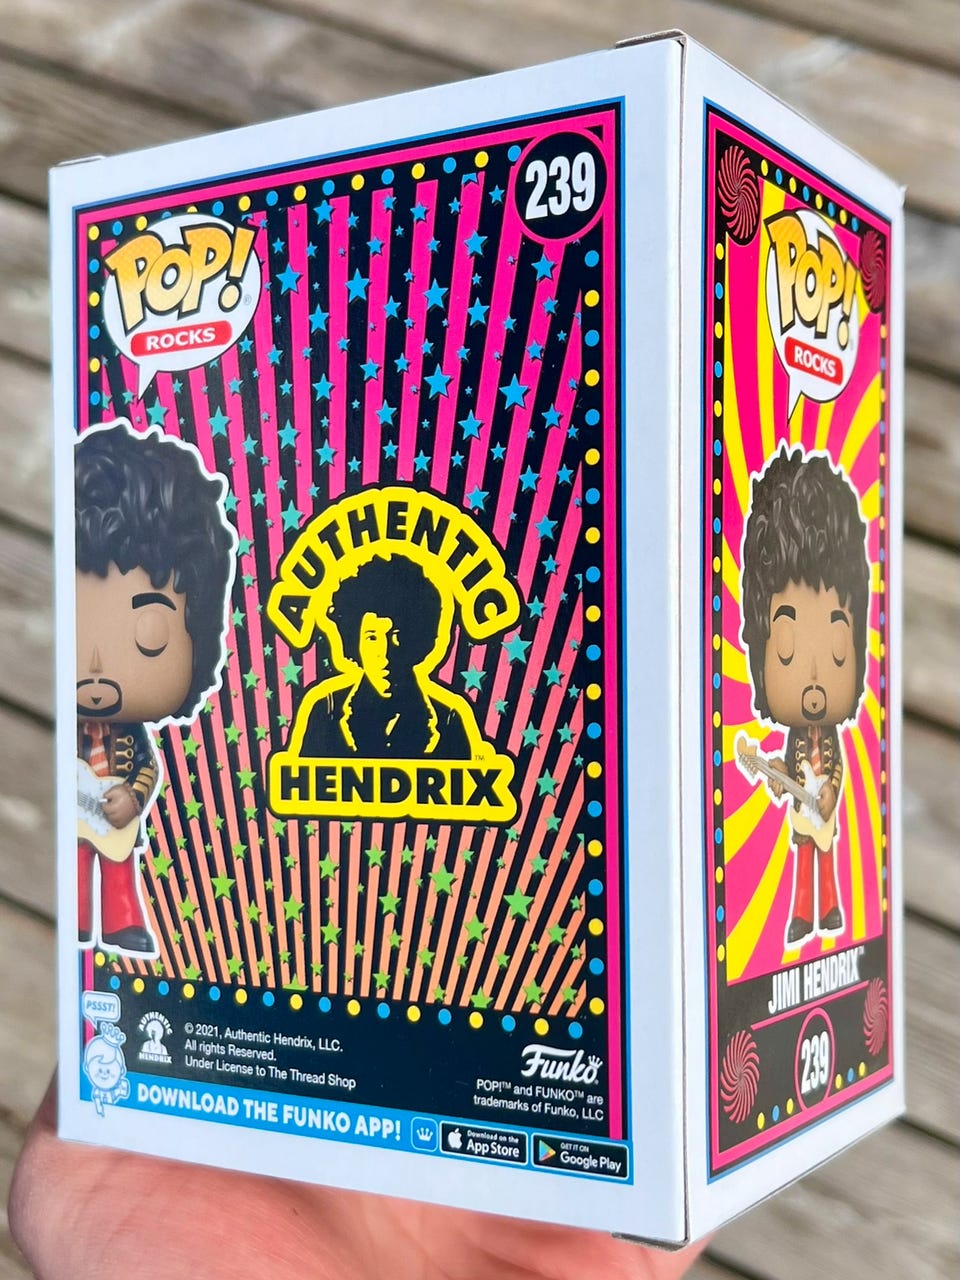 239
POP!®
ROCKS
AUTHENTIC
HENDRIX™
PSSST!
AUTHENTIC
HENDRIX
© 2021, Authentic Hendrix, LLC.
All rights Reserved.
Under License to The Thread Shop
Funko®
POP!™ and FUNKO™ are
trademarks of Funko, LLC
DOWNLOAD THE FUNKO APP!
Download on the
App Store
GET IT ON
Google Play
POP!
ROCKS
JIMI HENDRIX™
239